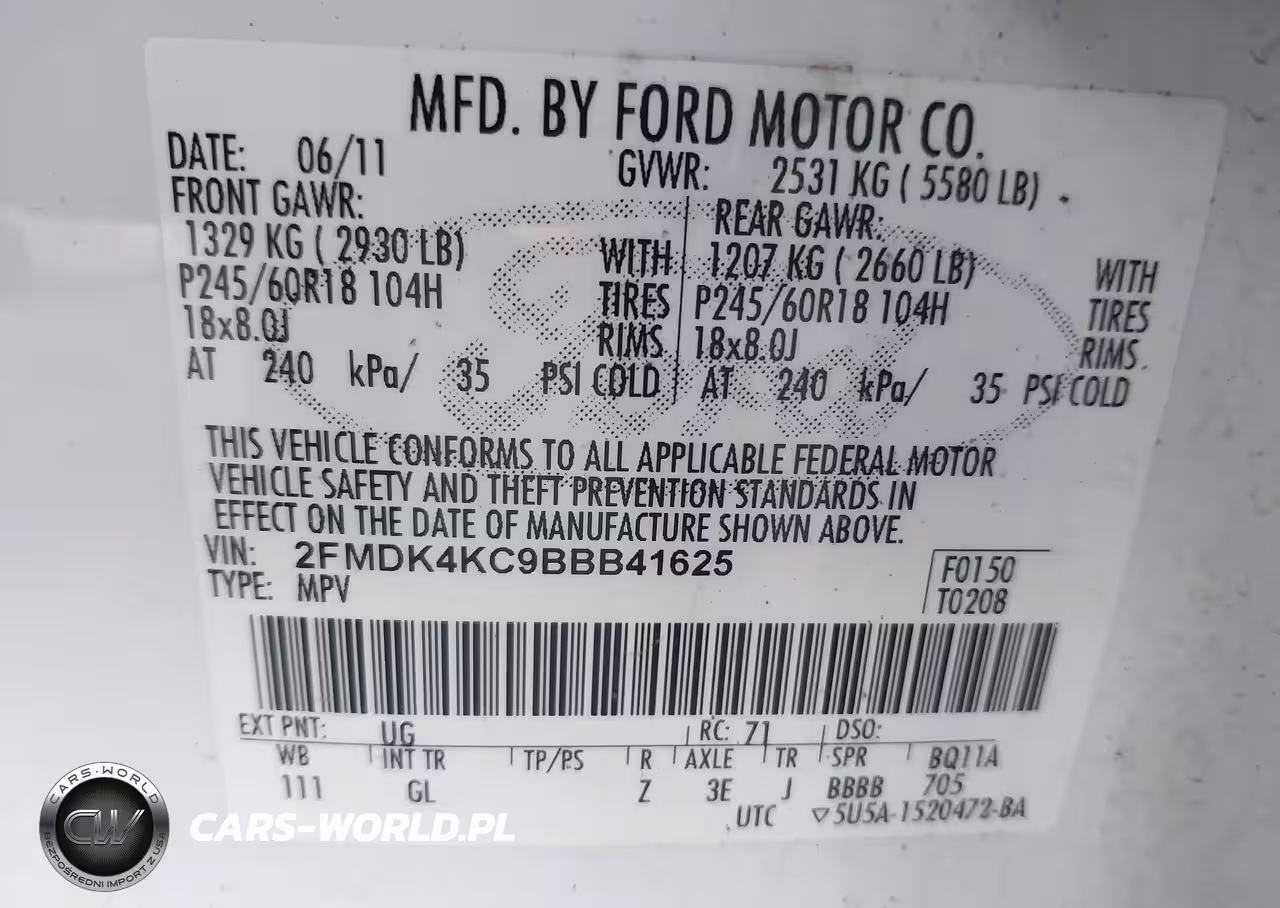 MFD. BY FORD MOTOR CO.
DATE: 06/11 GVWR: 2531 KG ( 5580 LB)
FRONT GAWR: REAR GAWR:
1329 KG ( 2930 LB) WITH 1207 KG ( 2660 LB) WITH
P245/60R18 104H TIRES P245/60R18 104H TIRES
18x8.0J RIMS 18x8.0J RIMS
AT 240 kPa/ 35 PSI COLD AT 240 kPa/ 35 PSI COLD
Ford
THIS VEHICLE CONFORMS TO ALL APPLICABLE FEDERAL MOTOR
VEHICLE SAFETY AND THEFT PREVENTION STANDARDS IN
EFFECT ON THE DATE OF MANUFACTURE SHOWN ABOVE.
VIN: 2FMDK4KC9BBB41625 F0150
TYPE: MPV T0208
EXT PNT: UG RC: 71 DSO:
WB INT TR TP/PS R AXLE TR SPR BQ11A
111 GL Z 3E J BBBB 705
UTC ▽5U5A-1520472-BA
CARS-WORLD
CW
BEZPOŚREDNI IMPORT Z USA
CARS-WORLD.PL